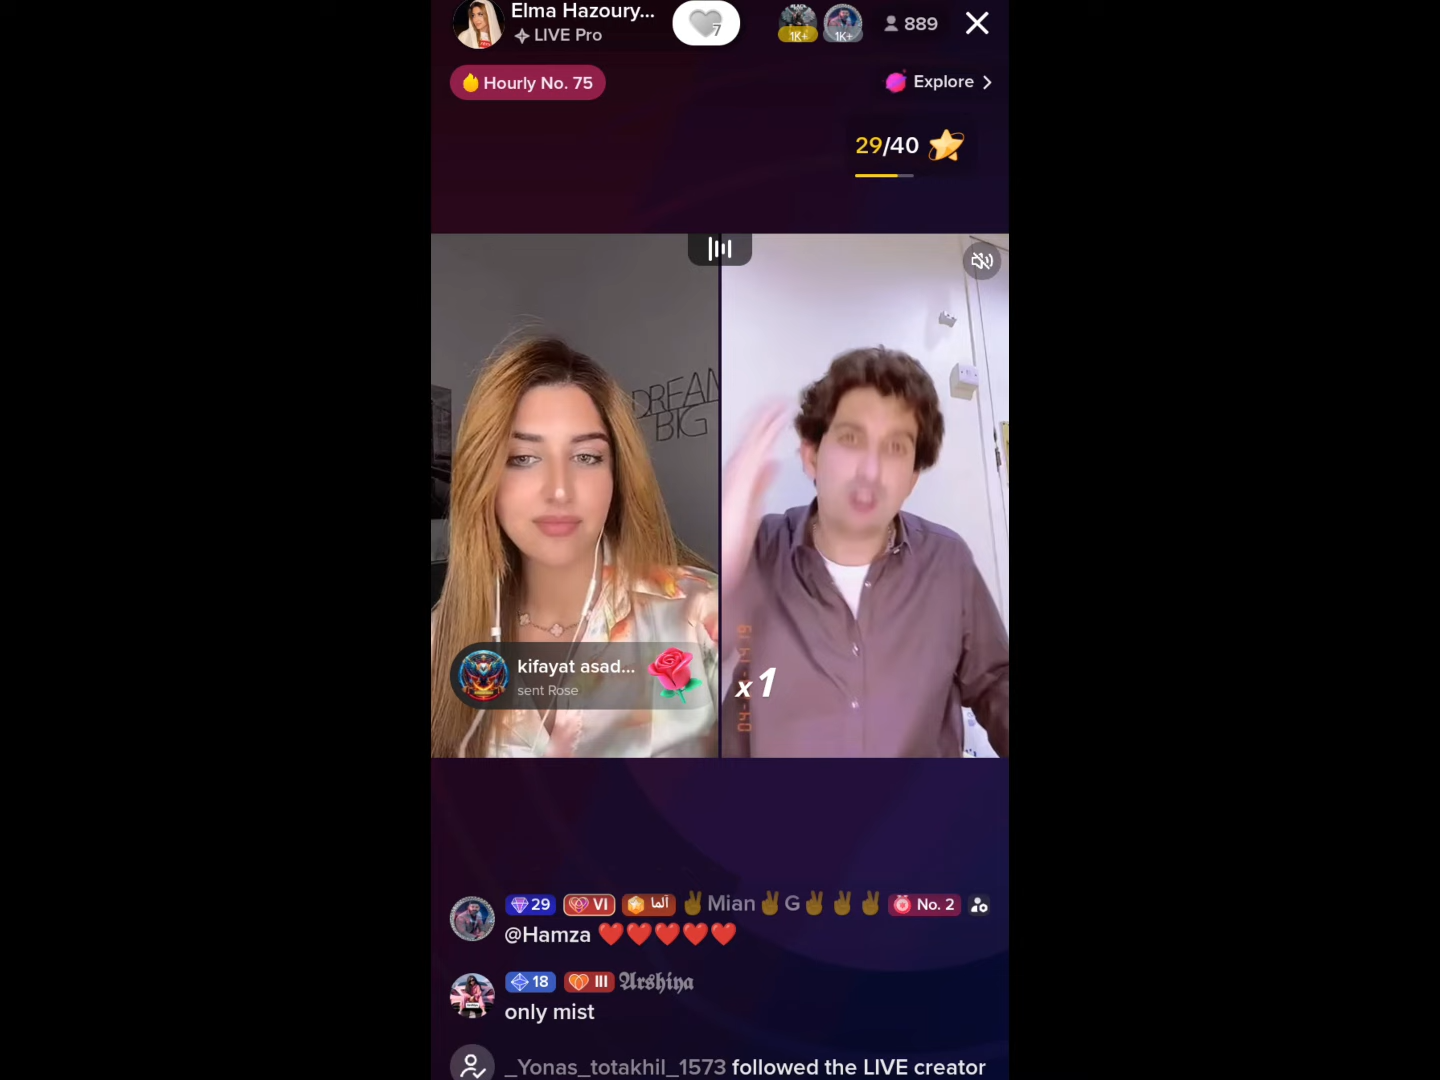 Elma Hazoury...
LIVE Pro
7
1K+
1K+
889
Hourly No. 75
Explore
29/40
DREAM
BIG
kifayat asad...
sent Rose
x1
29 VI آلما ✌Mian✌G✌✌✌ No. 2
@Hamza ❤️❤️❤️❤️❤️
18 III 𝔄𝔯𝔰𝔥𝔦𝔶𝔞
only mist
_Yonas_totakhil_1573 followed the LIVE creator